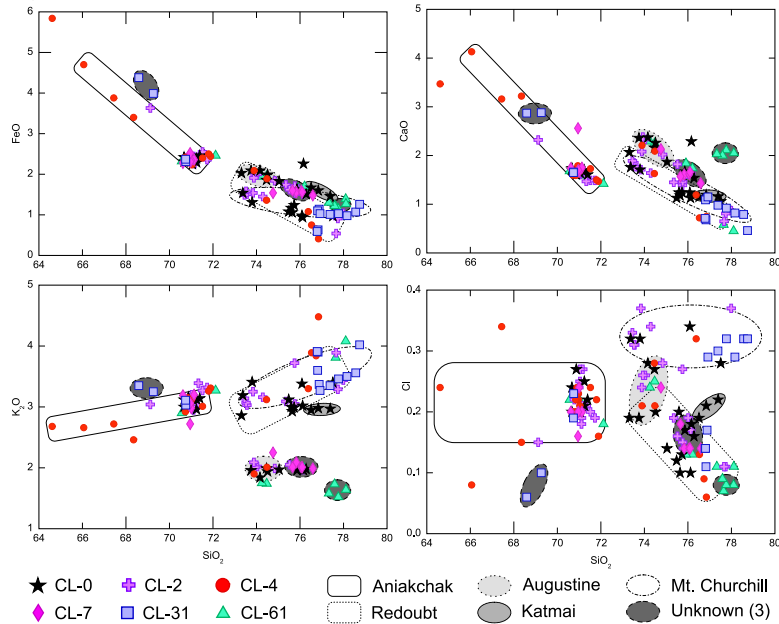 6
5
4
3
2
1
0
FeO
64 66 68 70 72 74 76 78 80
5
4
3
2
1
0
CaO
64 66 68 70 72 74 76 78 80
4
3
2
1
K2O
64 66 68 70 72 74 76 78 80
SiO2
0.4
0.3
0.2
0.1
0.0
Cl
64 66 68 70 72 74 76 78 80
SiO2
CL-0 CL-2 CL-4 Aniakchak Augustine Mt. Churchill
CL-7 CL-31 CL-61 Redoubt Katmai Unknown (3)